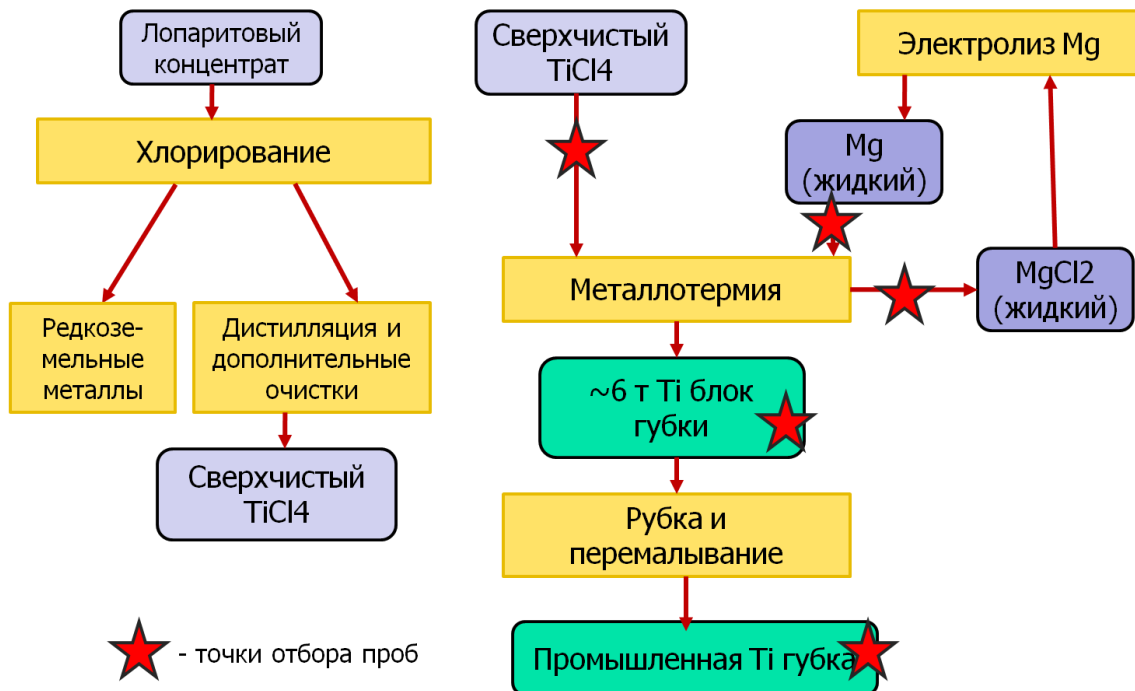 Лопаритовый
концентрат
Хлорирование
Редкозе-
мельные
металлы
Дистилляция и
дополнительные
очистки
Сверхчистый
TiCl4
Сверхчистый
TiCl4
Электролиз Mg
Mg
(жидкий)
Металлотермия
MgCl2
(жидкий)
~6 т Ti блок
губки
Рубка и
перемалывание
Промышленная Ti губка
- точки отбора проб